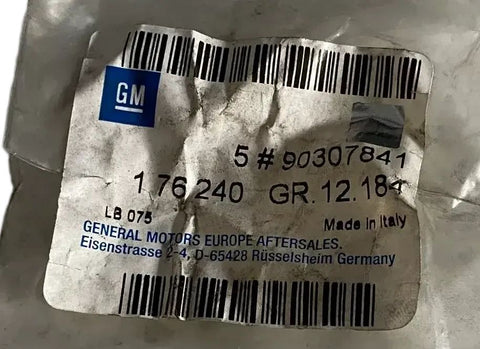 GM
5 # 90307841
1 76 240 GR.12.184
LB 075 Made in Italy
GENERAL MOTORS EUROPE AFTERSALES.
Eisenstrasse 2-4, D-65428 Rüsselsheim Germany